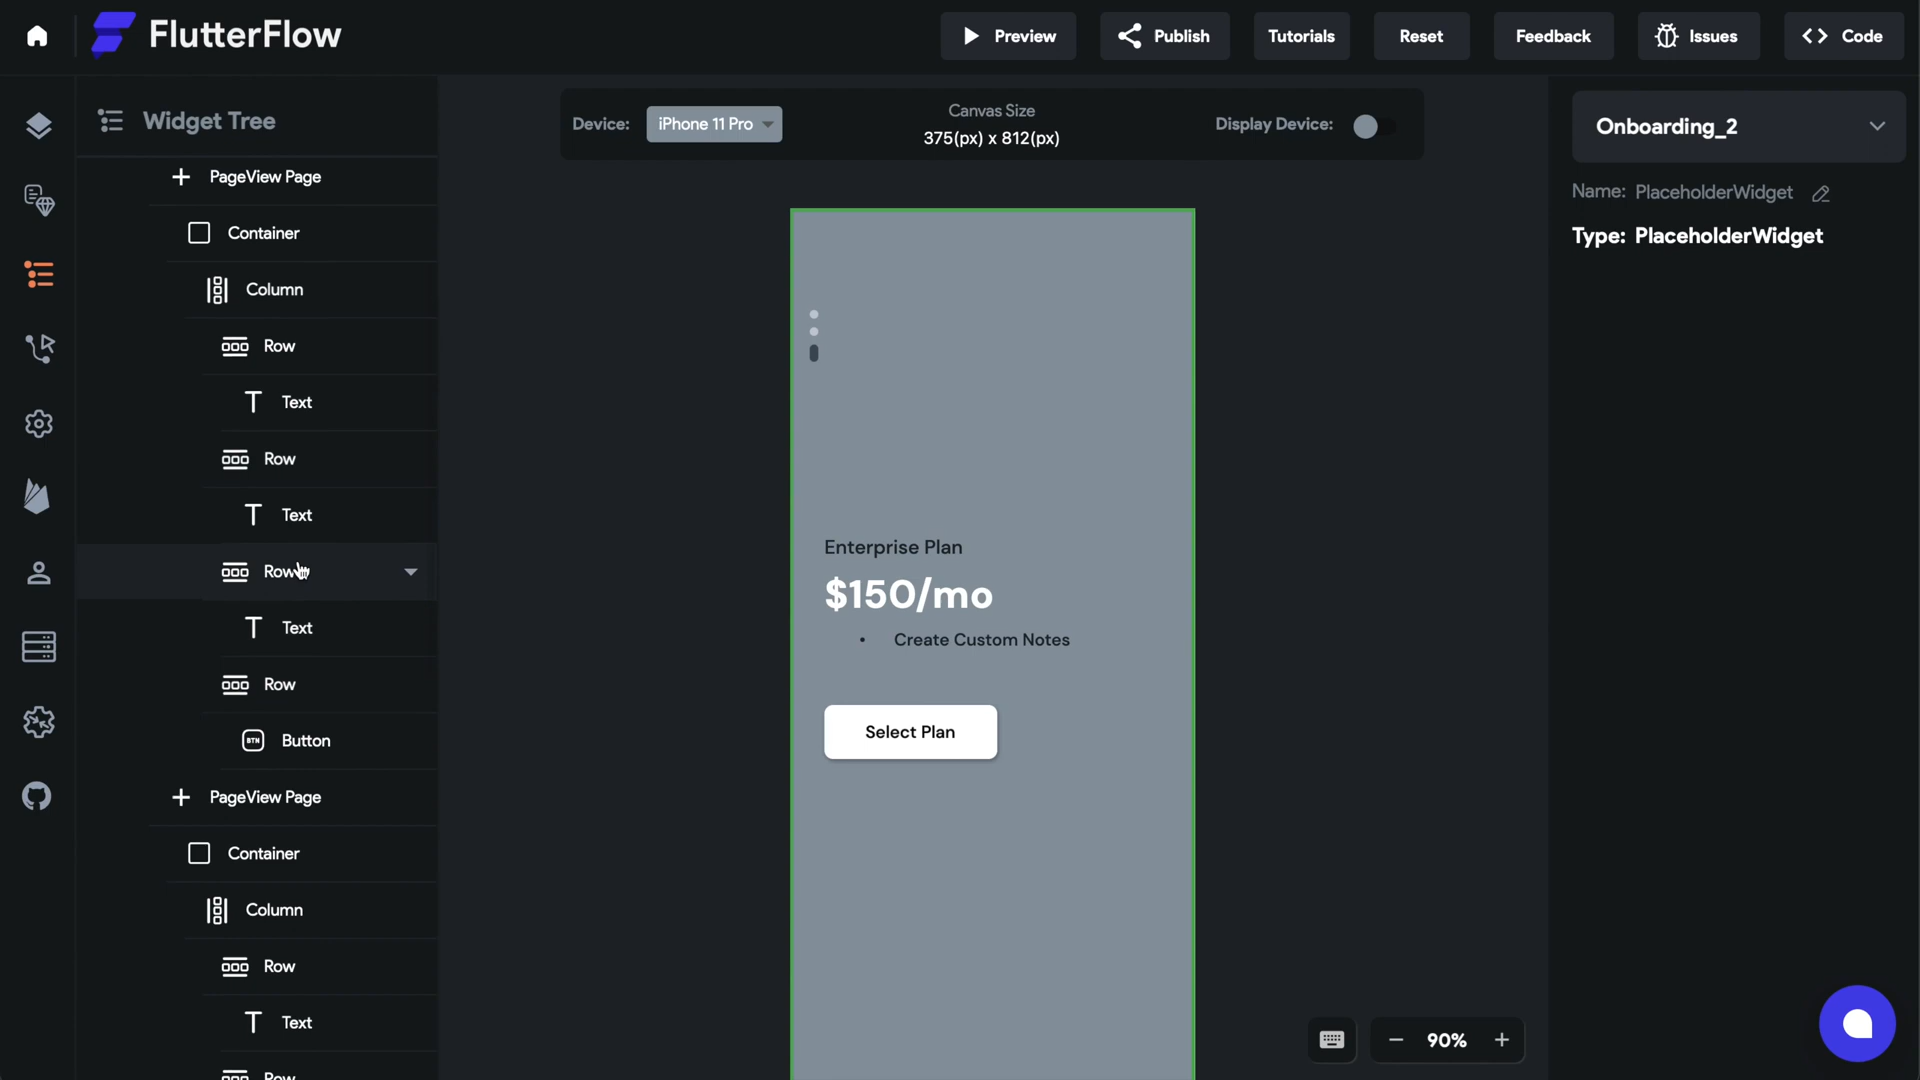 FlutterFlow
Preview
Publish
Tutorials
Reset
Feedback
Issues
Code
Widget Tree
PageView Page
Container
Column
Row
Text
Row
Text
Row
Text
Row
BTN
Button
PageView Page
Container
Column
Row
Text
Row
Device:
iPhone 11 Pro
Canvas Size
375(px) x 812(px)
Display Device:
Enterprise Plan
$150/mo
• Create Custom Notes
Select Plan
90%
Onboarding_2
Name: PlaceholderWidget
Type: PlaceholderWidget